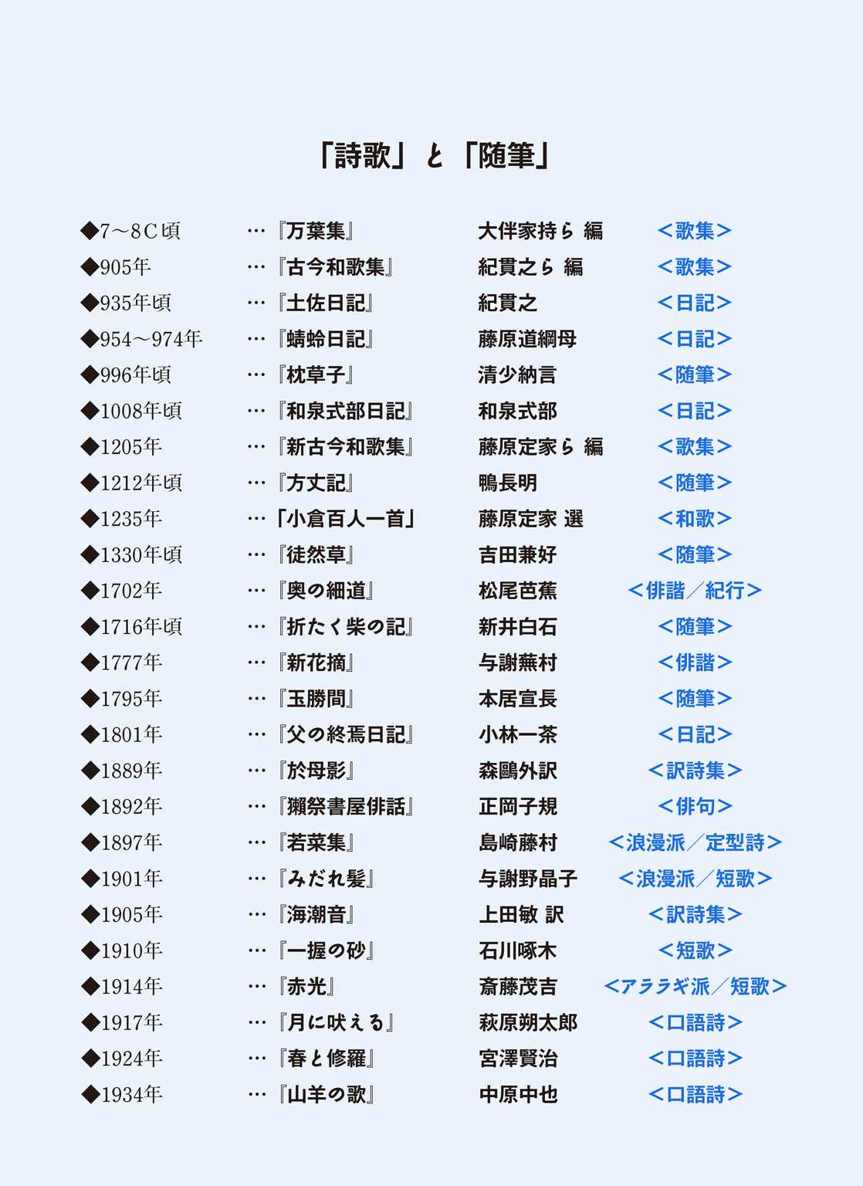 「詩歌」と「随筆」
◆7〜8C頃 …『万葉集』 大伴家持ら 編 ＜歌集＞
◆905年 …『古今和歌集』 紀貫之ら 編 ＜歌集＞
◆935年頃 …『土佐日記』 紀貫之 ＜日記＞
◆954〜974年 …『蜻蛉日記』 藤原道綱母 ＜日記＞
◆996年頃 …『枕草子』 清少納言 ＜随筆＞
◆1008年頃 …『和泉式部日記』 和泉式部 ＜日記＞
◆1205年 …『新古今和歌集』 藤原定家ら 編 ＜歌集＞
◆1212年頃 …『方丈記』 鴨長明 ＜随筆＞
◆1235年 …「小倉百人一首」 藤原定家 選 ＜和歌＞
◆1330年頃 …『徒然草』 吉田兼好 ＜随筆＞
◆1702年 …『奥の細道』 松尾芭蕉 ＜俳諧／紀行＞
◆1716年頃 …『折たく柴の記』 新井白石 ＜随筆＞
◆1777年 …『新花摘』 与謝蕪村 ＜俳諧＞
◆1795年 …『玉勝間』 本居宣長 ＜随筆＞
◆1801年 …『父の終焉日記』 小林一茶 ＜日記＞
◆1889年 …『於母影』 森鷗外訳 ＜訳詩集＞
◆1892年 …『獺祭書屋俳話』 正岡子規 ＜俳句＞
◆1897年 …『若菜集』 島崎藤村 ＜浪漫派／定型詩＞
◆1901年 …『みだれ髪』 与謝野晶子 ＜浪漫派／短歌＞
◆1905年 …『海潮音』 上田敏 訳 ＜訳詩集＞
◆1910年 …『一握の砂』 石川啄木 ＜短歌＞
◆1914年 …『赤光』 斎藤茂吉 ＜アララギ派／短歌＞
◆1917年 …『月に吠える』 萩原朔太郎 ＜口語詩＞
◆1924年 …『春と修羅』 宮澤賢治 ＜口語詩＞
◆1934年 …『山羊の歌』 中原中也 ＜口語詩＞